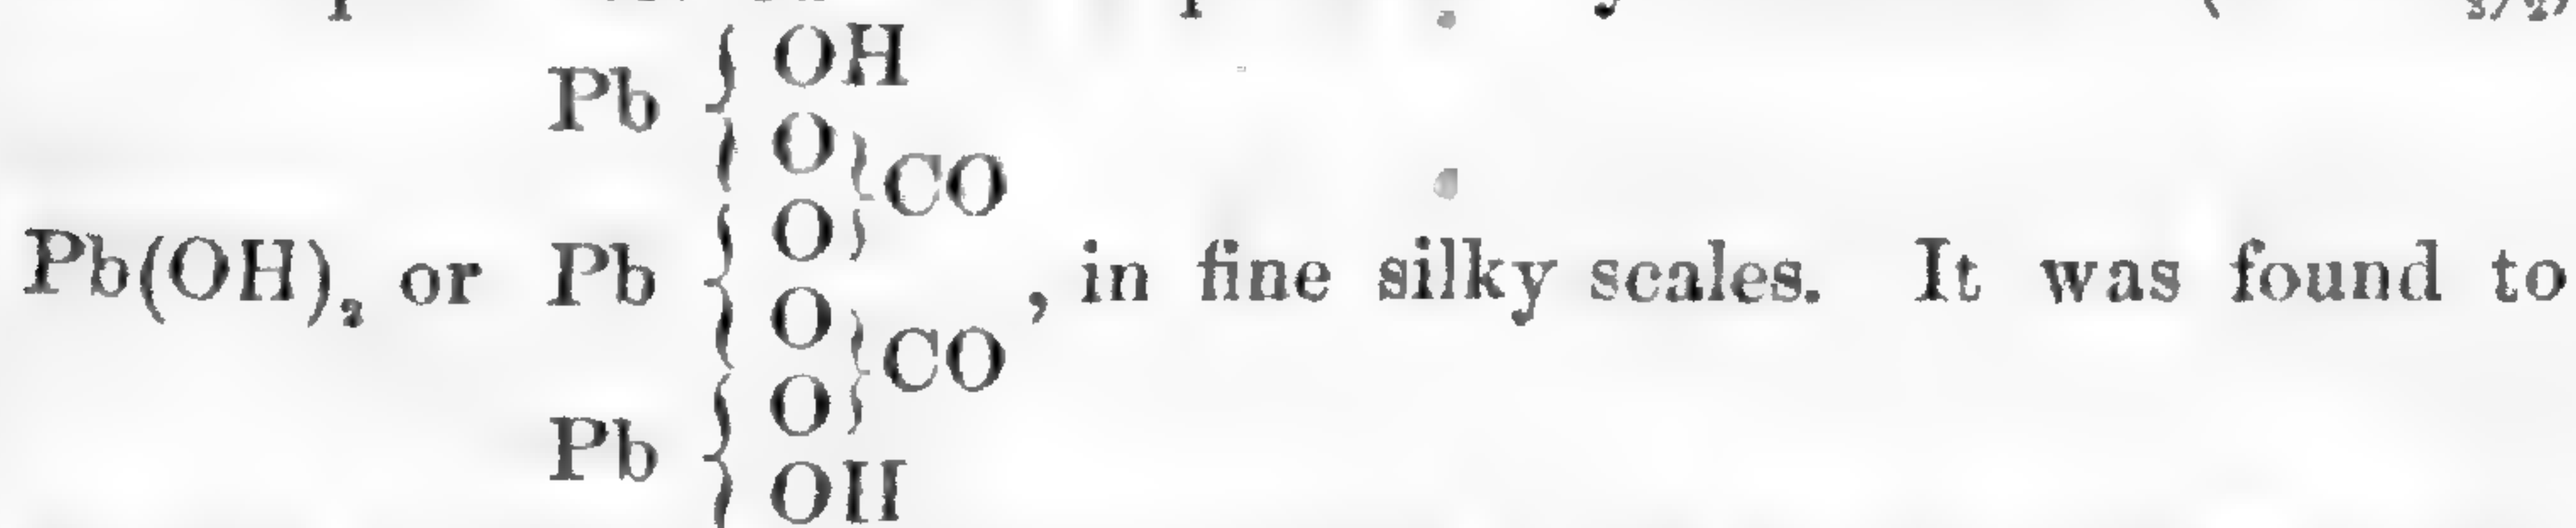 Pb { OH
O } CO
Pb(OH)₂ or Pb { O
O } CO , in fine silky scales. It was found to
Pb { O
OH